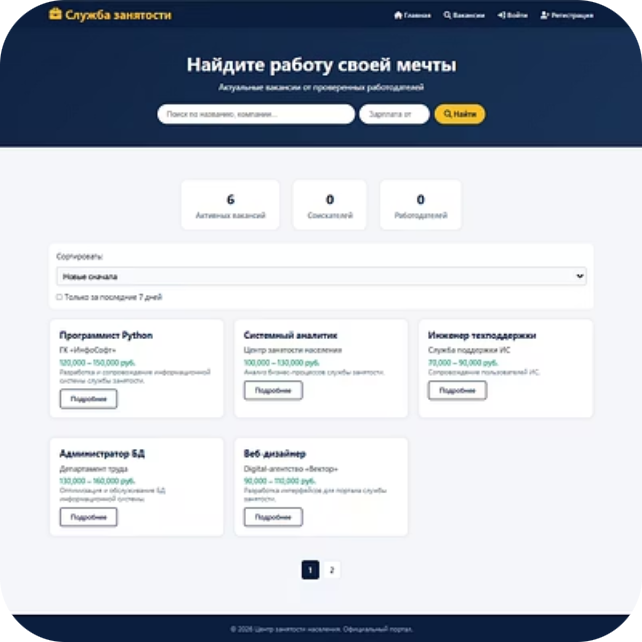 Служба занятости
Главная Вакансии Войти Регистрация
Найдите работу своей мечты
Актуальные вакансии от проверенных работодателей
Поиск по названию, компании... Зарплата от Найти
6 0 0
Активных вакансий Соискателей Работодателей
Сортировать:
Новые сначала
Только за последние 7 дней
Программист Python
ГК «ИнфоСофт»
120,000 – 150,000 руб.
Разработка и сопровождение информационной
системы службы занятости.
Подробнее
Системный аналитик
Центр занятости населения
100,000 – 130,000 руб.
Анализ бизнес-процессов службы занятости.
Подробнее
Инженер техподдержки
Служба поддержки ИС
70,000 – 90,000 руб.
Сопровождение пользователей ИС.
Подробнее
Администратор БД
Департамент труда
130,000 – 160,000 руб.
Оптимизация и обслуживание БД
информационной системы.
Подробнее
Веб-дизайнер
Digital-агентство «Вектор»
90,000 – 110,000 руб.
Разработка интерфейсов для портала службы
занятости.
Подробнее
1 2
© 2026 Центр занятости населения. Официальный портал.